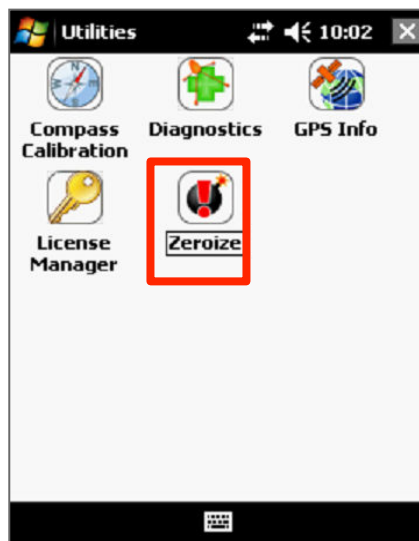 Utilities 10:02
Compass Diagnostics GPS Info
Calibration
License Zeroize
Manager